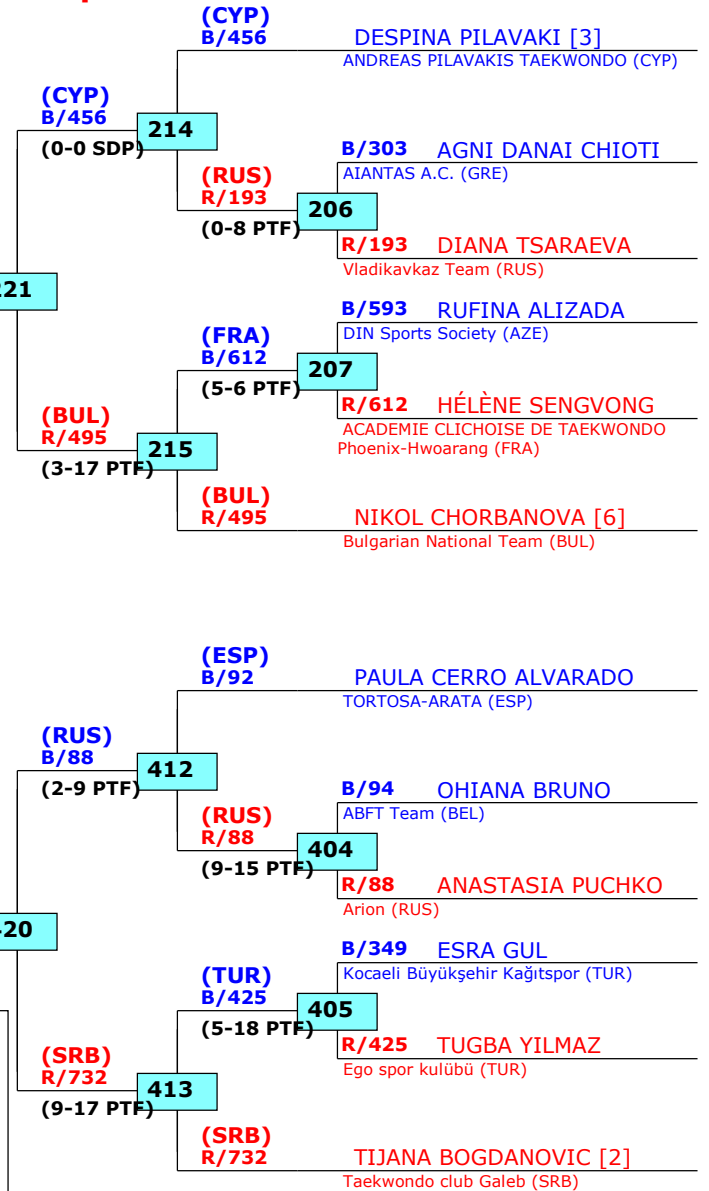 (CYP)
B/456
DESPINA PILAVAKI [3]
ANDREAS PILAVAKIS TAEKWONDO (CYP)
(CYP)
B/456
(0-0 SDP)
214
B/303 AGNI DANAI CHIOTI
AIANTAS A.C. (GRE)
(RUS)
R/193
(0-8 PTF)
206
R/193 DIANA TSARAEVA
Vladikavkaz Team (RUS)
21
B/593 RUFINA ALIZADA
DIN Sports Society (AZE)
(FRA)
B/612
(5-6 PTF)
207
R/612 HÉLÈNE SENGVONG
ACADEMIE CLICHOISE DE TAEKWONDO
Phoenix-Hwoarang (FRA)
(BUL)
R/495
(3-17 PTF)
215
(BUL)
R/495
NIKOL CHORBANOVA [6]
Bulgarian National Team (BUL)
(ESP)
B/92
PAULA CERRO ALVARADO
TORTOSA-ARATA (ESP)
(RUS)
B/88
(2-9 PTF)
412
B/94 OHIANA BRUNO
ABFT Team (BEL)
(RUS)
R/88
(9-15 PTF)
404
R/88 ANASTASIA PUCHKO
Arion (RUS)
20
B/349 ESRA GUL
Kocaeli Büyükşehir Kağıtspor (TUR)
(TUR)
B/425
(5-18 PTF)
405
R/425 TUGBA YILMAZ
Ego spor kulübü (TUR)
(SRB)
R/732
(9-17 PTF)
413
(SRB)
R/732
TIJANA BOGDANOVIC [2]
Taekwondo club Galeb (SRB)